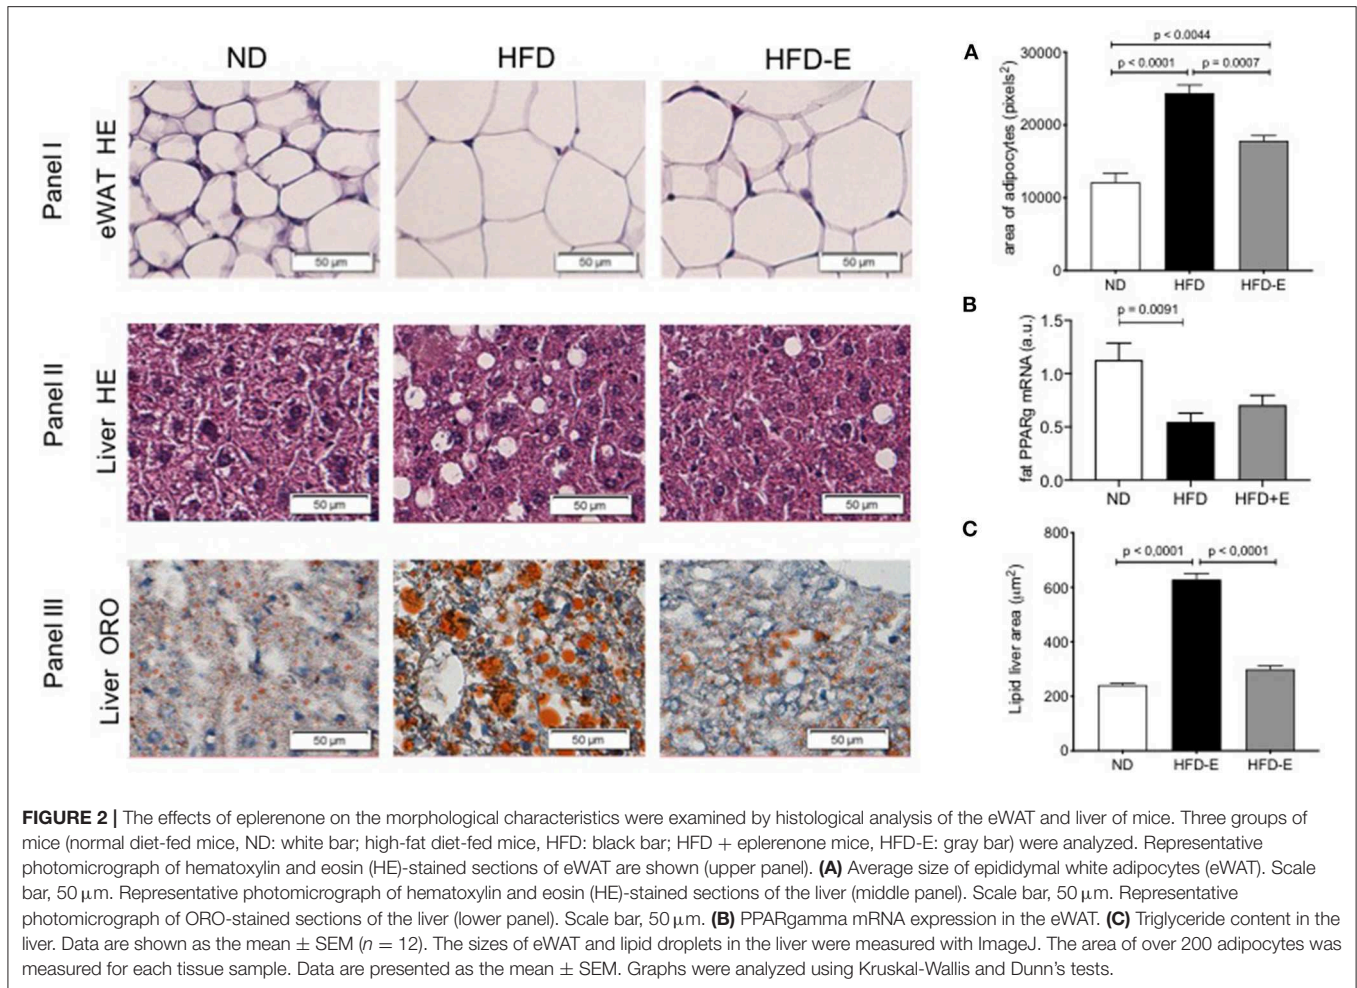 ND HFD HFD-E
Panel I
eWAT HE
50 µm 50 µm 50 µm
Panel II
Liver HE
50 µm 50 µm 50 µm
Panel III
Liver ORO
50 µm 50 µm 50 µm
A
p < 0.0044
p < 0.0001 p = 0.0007
area of adipocytes (pixels²)
30000
20000
10000
0
ND HFD HFD-E
B
p = 0.0091
fat PPARg mRNA (a.u.)
1.5
1.0
0.5
0.0
ND HFD HFD+E
C
p < 0,0001 p < 0,0001
Lipid liver area (µm²)
800
600
400
200
0
ND HFD-E HFD-E
FIGURE 2 | The effects of eplerenone on the morphological characteristics were examined by histological analysis of the eWAT and liver of mice. Three groups of
mice (normal diet-fed mice, ND: white bar; high-fat diet-fed mice, HFD: black bar; HFD + eplerenone mice, HFD-E: gray bar) were analyzed. Representative
photomicrograph of hematoxylin and eosin (HE)-stained sections of eWAT are shown (upper panel). (A) Average size of epididymal white adipocytes (eWAT). Scale
bar, 50 µm. Representative photomicrograph of hematoxylin and eosin (HE)-stained sections of the liver (middle panel). Scale bar, 50 µm. Representative
photomicrograph of ORO-stained sections of the liver (lower panel). Scale bar, 50 µm. (B) PPARgamma mRNA expression in the eWAT. (C) Triglyceride content in the
liver. Data are shown as the mean ± SEM (n = 12). The sizes of eWAT and lipid droplets in the liver were measured with ImageJ. The area of over 200 adipocytes was
measured for each tissue sample. Data are presented as the mean ± SEM. Graphs were analyzed using Kruskal-Wallis and Dunn's tests.